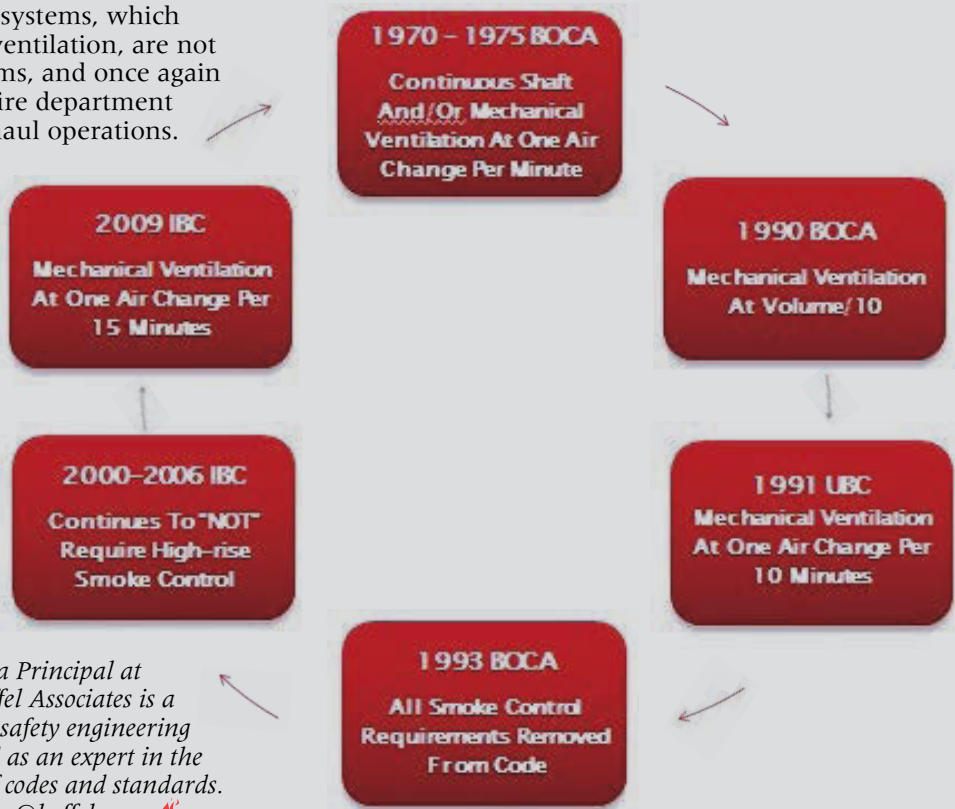 systems, which
ventilation, are not
ms, and once again
ire department
haul operations.
1970 – 1975 BOCA
Continuous Shaft
And/Or Mechanical
Ventilation At One Air
Change Per Minute
1990 BOCA
Mechanical Ventilation
At Volume/10
1991 UBC
Mechanical Ventilation
At One Air Change Per
10 Minutes
1993 BOCA
All Smoke Control
Requirements Removed
From Code
2000–2006 IBC
Continues To "NOT"
Require High-rise
Smoke Control
2009 IBC
Mechanical Ventilation
At One Air Change Per
15 Minutes
a Principal at
fel Associates is a
safety engineering
as an expert in the
codes and standards.